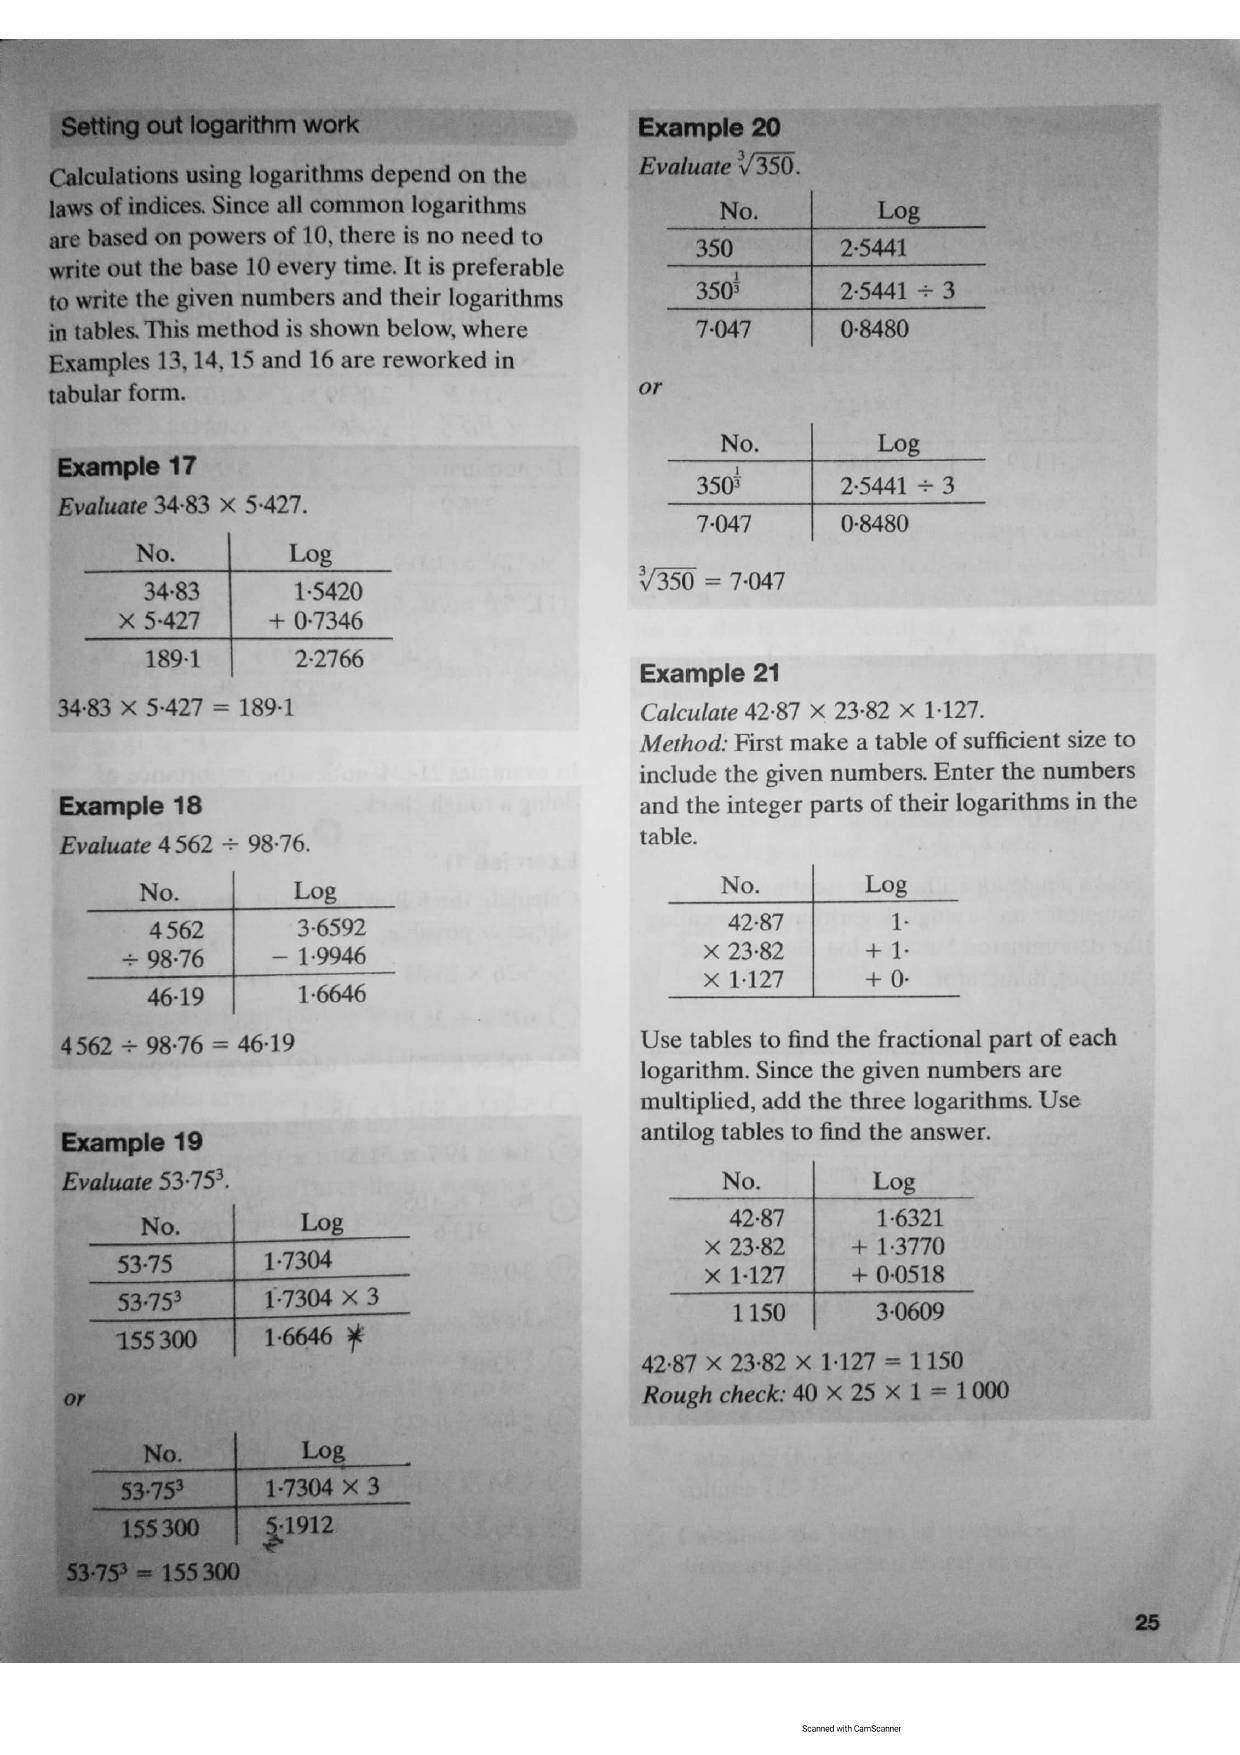 Setting out logarithm work
Calculations using logarithms depend on the
laws of indices. Since all common logarithms
are based on powers of 10, there is no need to
write out the base 10 every time. It is preferable
to write the given numbers and their logarithms
in tables. This method is shown below, where
Examples 13, 14, 15 and 16 are reworked in
tabular form.
Example 17
Evaluate 34·83 × 5·427.
No. Log
34·83 1·5420
× 5·427 + 0·7346
189·1 2·2766
34·83 × 5·427 = 189·1
Example 18
Evaluate 4 562 ÷ 98·76.
No. Log
4 562 3·6592
÷ 98·76 − 1·9946
46·19 1·6646
4 562 ÷ 98·76 = 46·19
Example 19
Evaluate 53·75³.
No. Log
53·75 1·7304
53·75³ 1·7304 × 3
155 300 1·6646 *
or
No. Log
53·75³ 1·7304 × 3
155 300 5·1912
53·75³ = 155 300
Example 20
Evaluate ∛350.
No. Log
350 2·5441
350^(1/3) 2·5441 ÷ 3
7·047 0·8480
or
No. Log
350^(1/3) 2·5441 ÷ 3
7·047 0·8480
∛350 = 7·047
Example 21
Calculate 42·87 × 23·82 × 1·127.
Method: First make a table of sufficient size to
include the given numbers. Enter the numbers
and the integer parts of their logarithms in the
table.
No. Log
42·87 1·
× 23·82 + 1·
× 1·127 + 0·
Use tables to find the fractional part of each
logarithm. Since the given numbers are
multiplied, add the three logarithms. Use
antilog tables to find the answer.
No. Log
42·87 1·6321
× 23·82 + 1·3770
× 1·127 + 0·0518
1 150 3·0609
42·87 × 23·82 × 1·127 = 1 150
Rough check: 40 × 25 × 1 = 1 000
25
Scanned with CamScanner